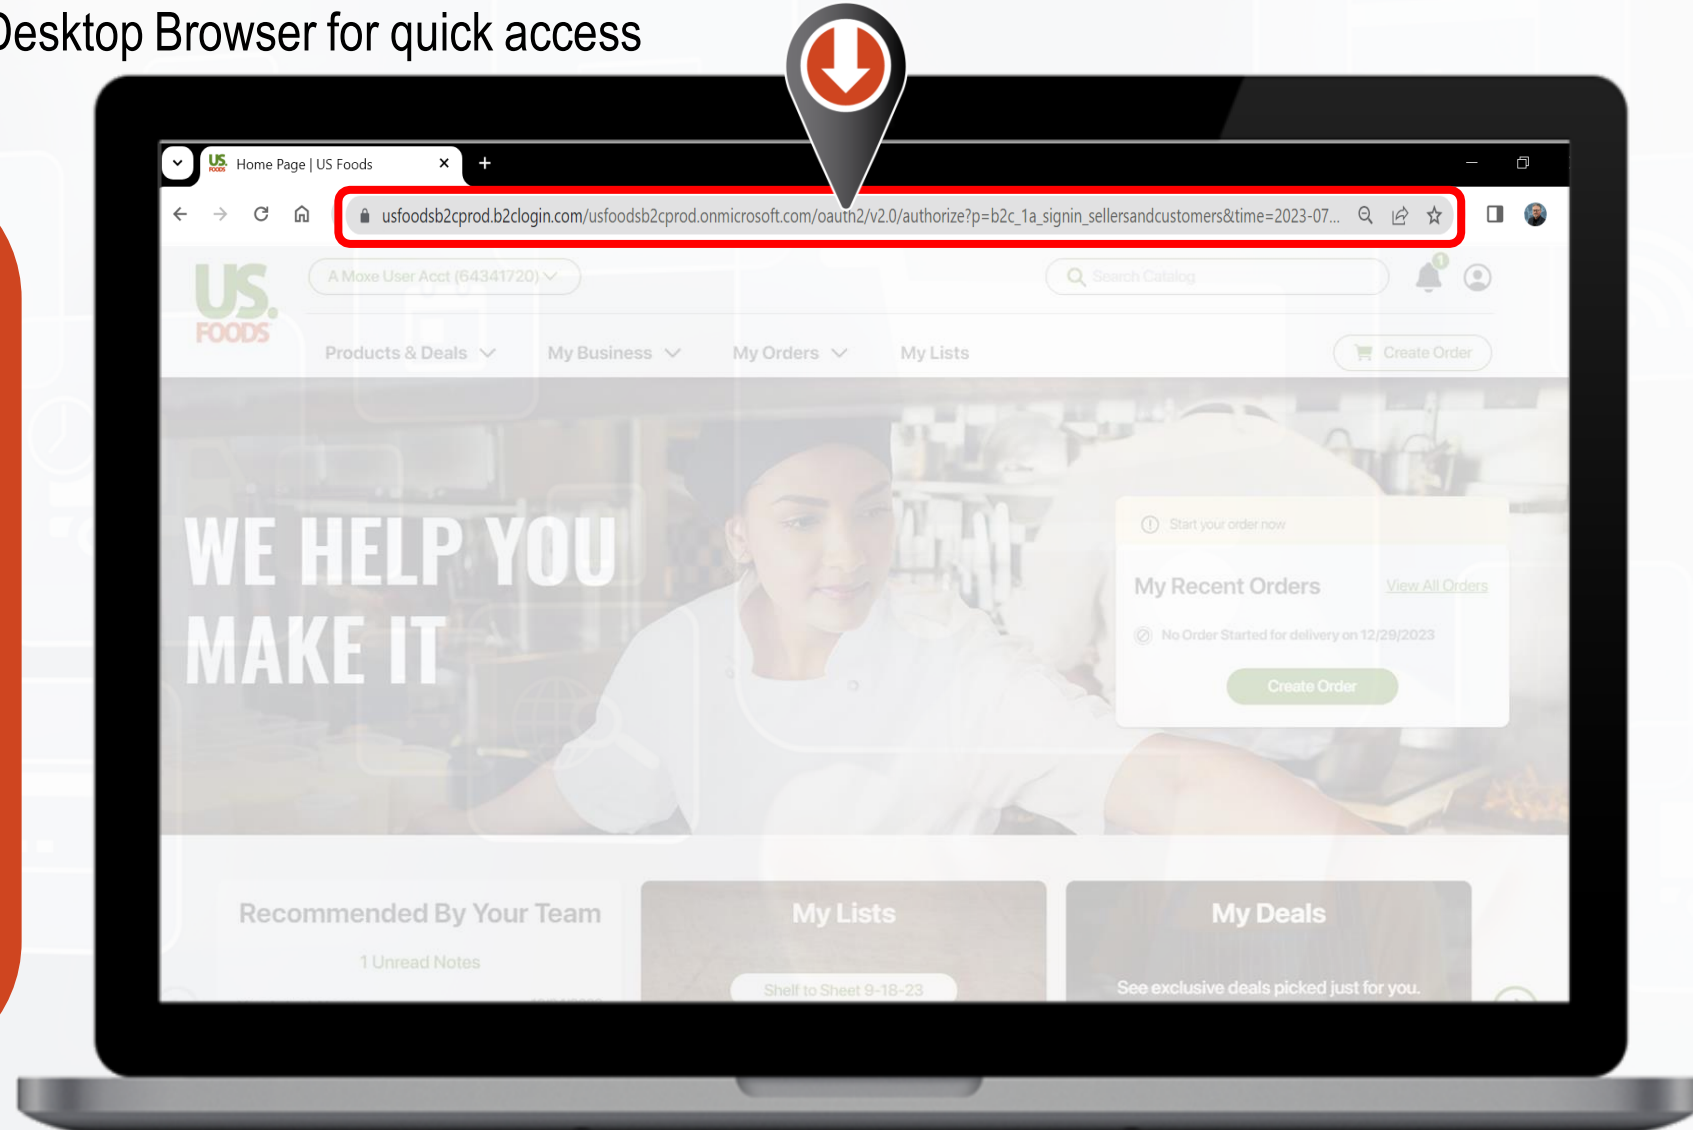 Desktop Browser for quick access
US. FOODS Home Page | US Foods
usfoodsb2cprod.b2clogin.com/usfoodsb2cprod.onmicrosoft.com/oauth2/v2.0/authorize?p=b2c_1a_signin_sellersandcustomers&time=2023-07...
US.
FOODS
A Moxe User Acct (64341720)
Search Catalog
1
Products & Deals
My Business
My Orders
My Lists
Create Order
WE HELP YOU
MAKE IT
Start your order now
My Recent Orders
View All Orders
No Order Started for delivery on 12/29/2023
Create Order
Recommended By Your Team
1 Unread Notes
My Lists
Shelf to Sheet 9-18-23
My Deals
See exclusive deals picked just for you.